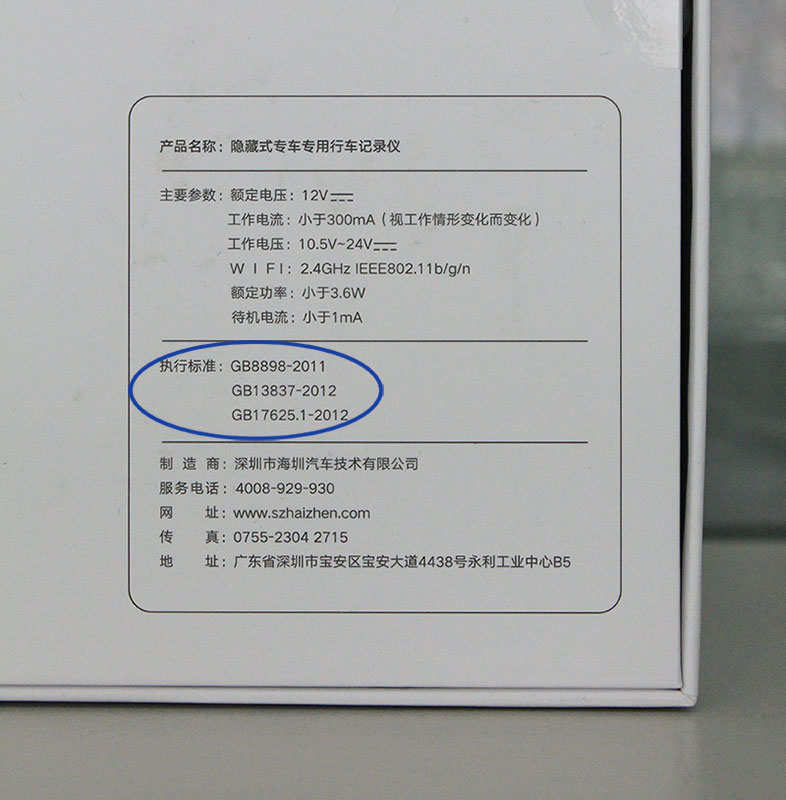 产品名称：隐藏式专车专用行车记录仪
主要参数：额定电压：12V⎓
工作电流：小于300mA（视工作情形变化而变化）
工作电压：10.5V~24V⎓
WIFI：2.4GHz IEEE802.11b/g/n
额定功率：小于3.6W
待机电流：小于1mA
执行标准：GB8898-2011
GB13837-2012
GB17625.1-2012
制造商：深圳市海圳汽车技术有限公司
服务电话：4008-929-930
网址：www.szhaizhen.com
传真：0755-2304 2715
地址：广东省深圳市宝安区宝安大道4438号永利工业中心B5